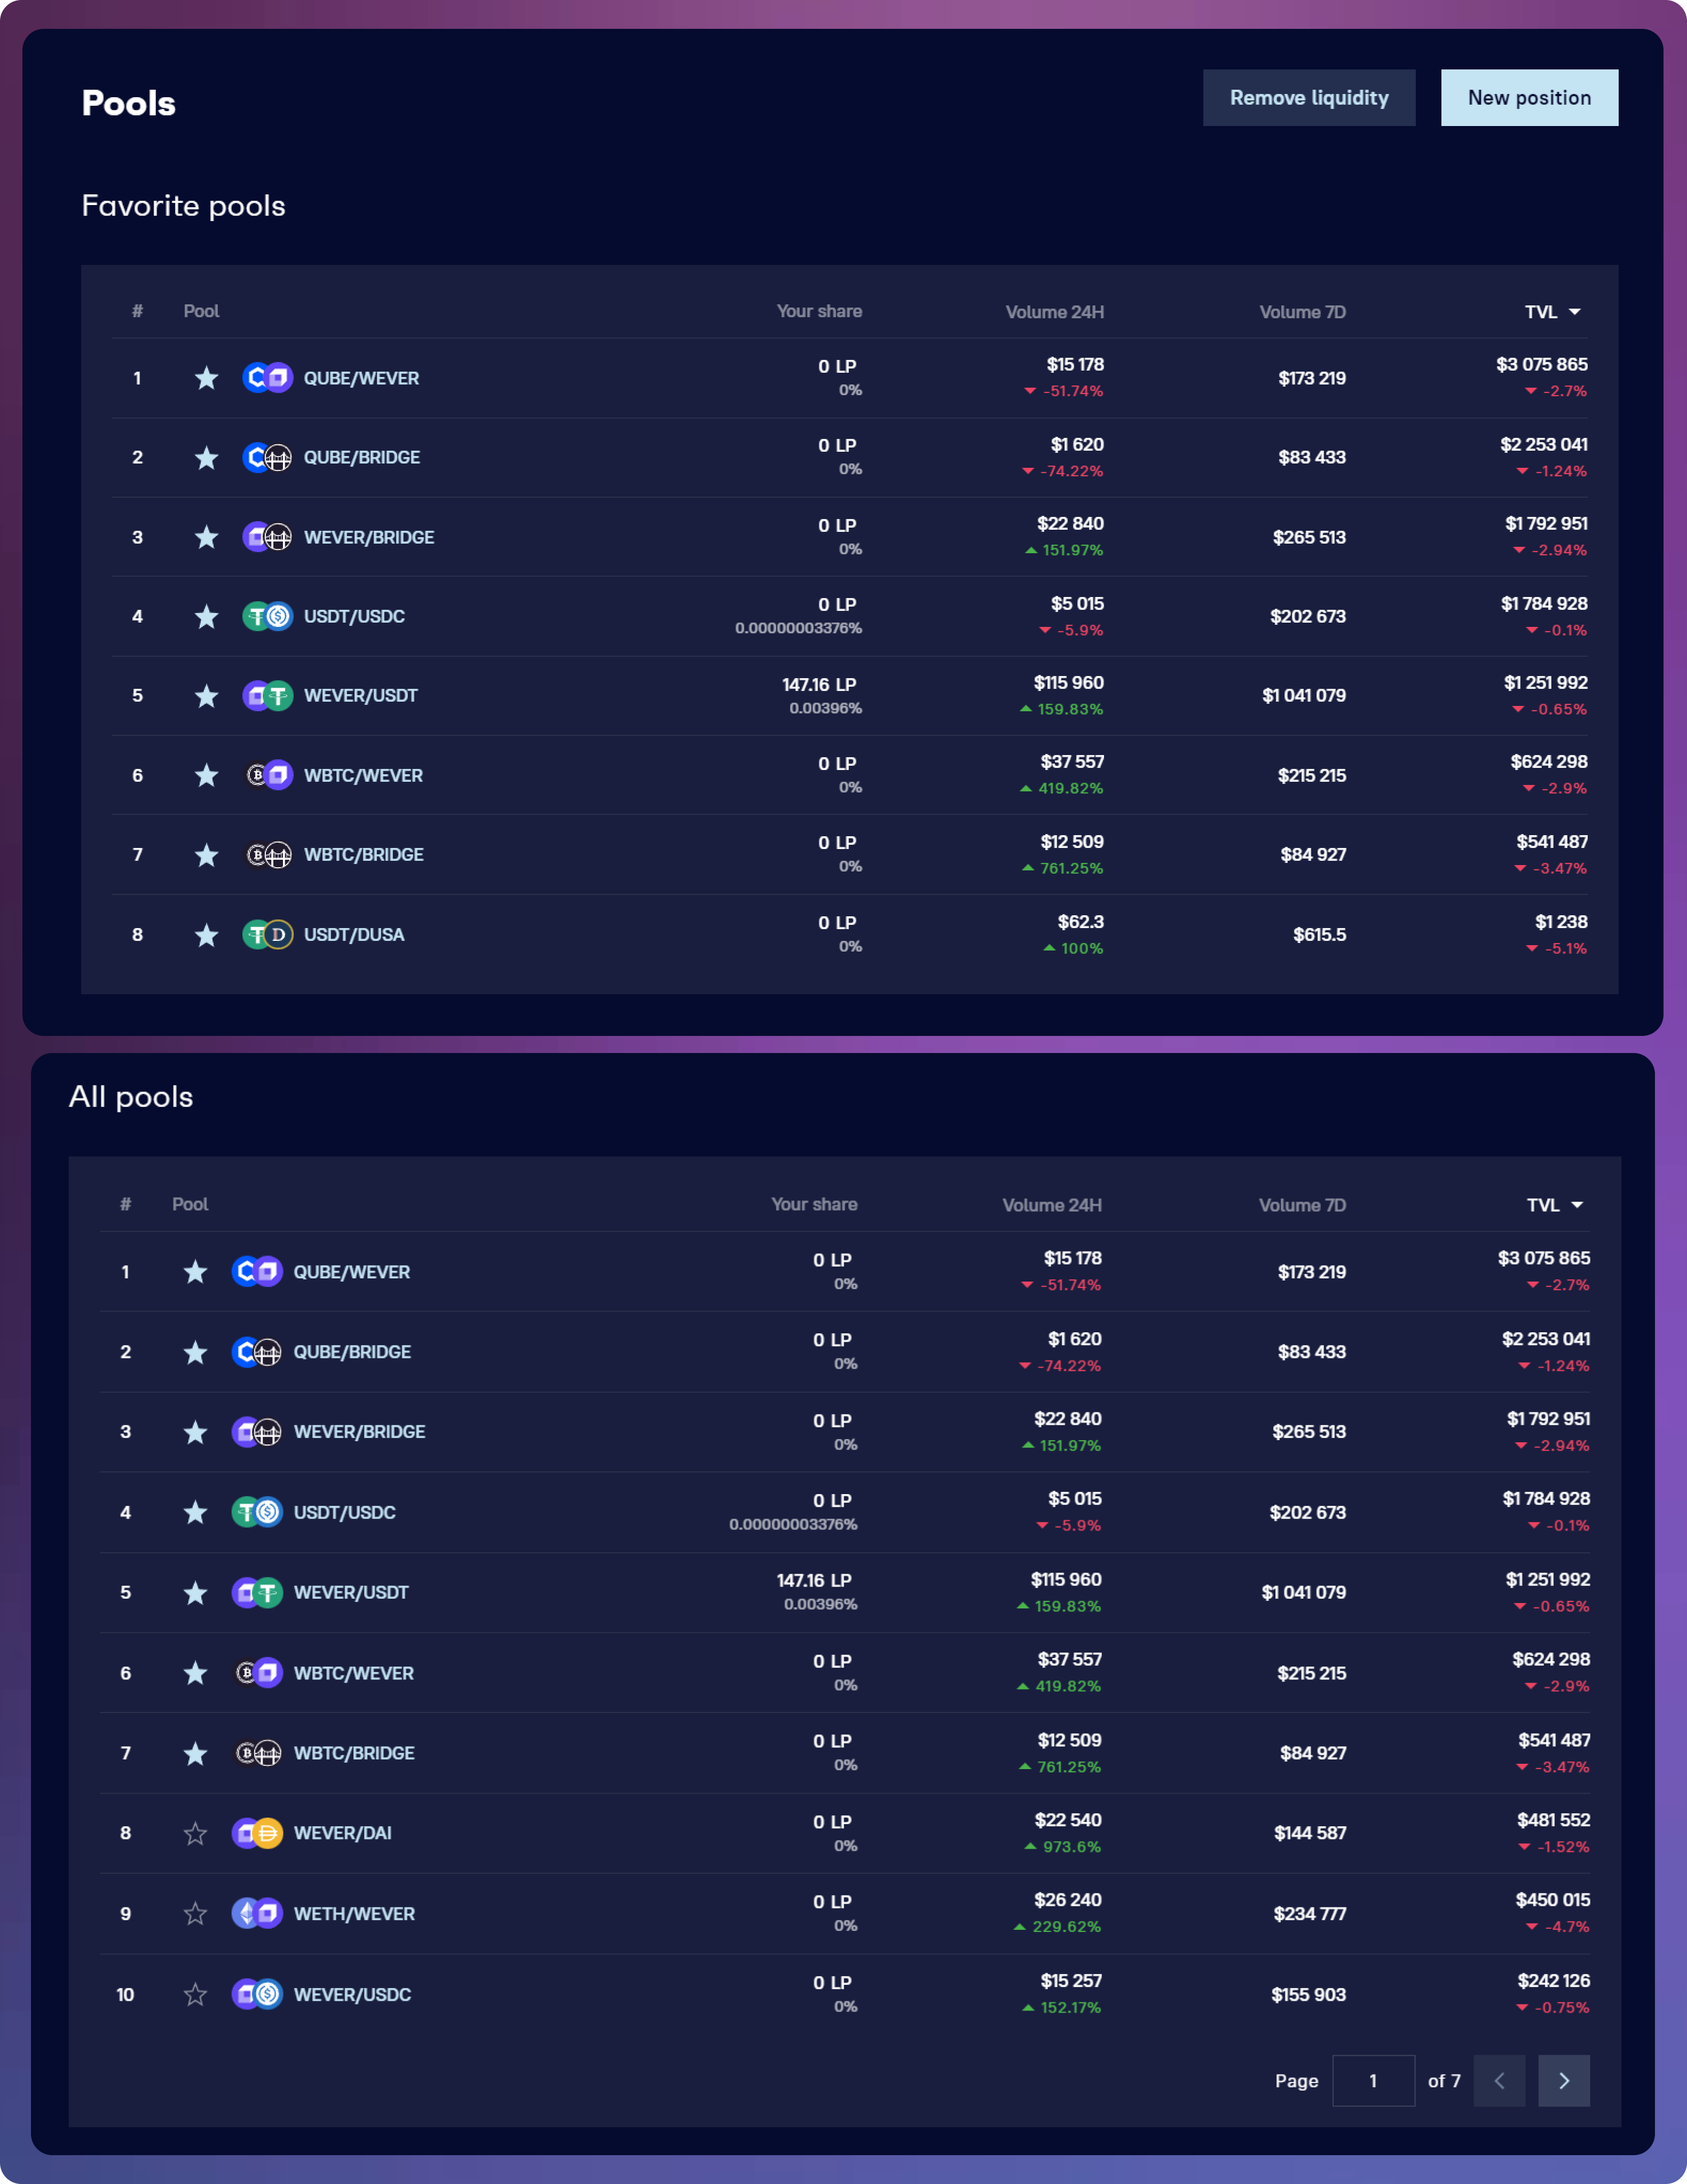 Pools
Remove liquidity
New position
Favorite pools
# Pool Your share Volume 24H Volume 7D TVL
1 QUBE/WEVER 0 LP 0% $15 178 -51.74% $173 219 $3 075 865 -2.7%
2 QUBE/BRIDGE 0 LP 0% $1 620 -74.22% $83 433 $2 253 041 -1.24%
3 WEVER/BRIDGE 0 LP 0% $22 840 151.97% $265 513 $1 792 951 -2.94%
4 USDT/USDC 0 LP 0.00000003376% $5 015 -5.9% $202 673 $1 784 928 -0.1%
5 WEVER/USDT 147.16 LP 0.00396% $115 960 159.83% $1 041 079 $1 251 992 -0.65%
6 WBTC/WEVER 0 LP 0% $37 557 419.82% $215 215 $624 298 -2.9%
7 WBTC/BRIDGE 0 LP 0% $12 509 761.25% $84 927 $541 487 -3.47%
8 USDT/DUSA 0 LP 0% $62.3 100% $615.5 $1 238 -5.1%
All pools
# Pool Your share Volume 24H Volume 7D TVL
1 QUBE/WEVER 0 LP 0% $15 178 -51.74% $173 219 $3 075 865 -2.7%
2 QUBE/BRIDGE 0 LP 0% $1 620 -74.22% $83 433 $2 253 041 -1.24%
3 WEVER/BRIDGE 0 LP 0% $22 840 151.97% $265 513 $1 792 951 -2.94%
4 USDT/USDC 0 LP 0.00000003376% $5 015 -5.9% $202 673 $1 784 928 -0.1%
5 WEVER/USDT 147.16 LP 0.00396% $115 960 159.83% $1 041 079 $1 251 992 -0.65%
6 WBTC/WEVER 0 LP 0% $37 557 419.82% $215 215 $624 298 -2.9%
7 WBTC/BRIDGE 0 LP 0% $12 509 761.25% $84 927 $541 487 -3.47%
8 WEVER/DAI 0 LP 0% $22 540 973.6% $144 587 $481 552 -1.52%
9 WETH/WEVER 0 LP 0% $26 240 229.62% $234 777 $450 015 -4.7%
10 WEVER/USDC 0 LP 0% $15 257 152.17% $155 903 $242 126 -0.75%
Page 1 of 7